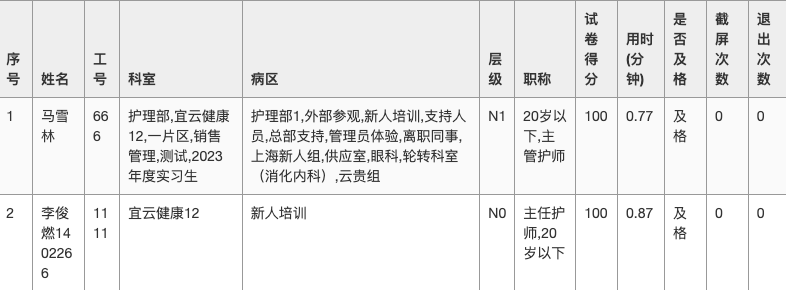 序号 姓名 工号 科室 病区 层级 职称 试卷得分 用时(分钟) 是否及格 截屏次数 退出次数
1 马雪林 666 护理部,宜云健康12,一片区,销售管理,测试,2023年度实习生 护理部1,外部参观,新人培训,支持人员,总部支持,管理员体验,离职同事,上海新人组,供应室,眼科,轮转科室（消化内科）,云贵组 N1 20岁以下,主管护师 100 0.77 及格 0 0
2 李俊燃1402266 1111 宜云健康12 新人培训 N0 主任护师,20岁以下 100 0.87 及格 0 0